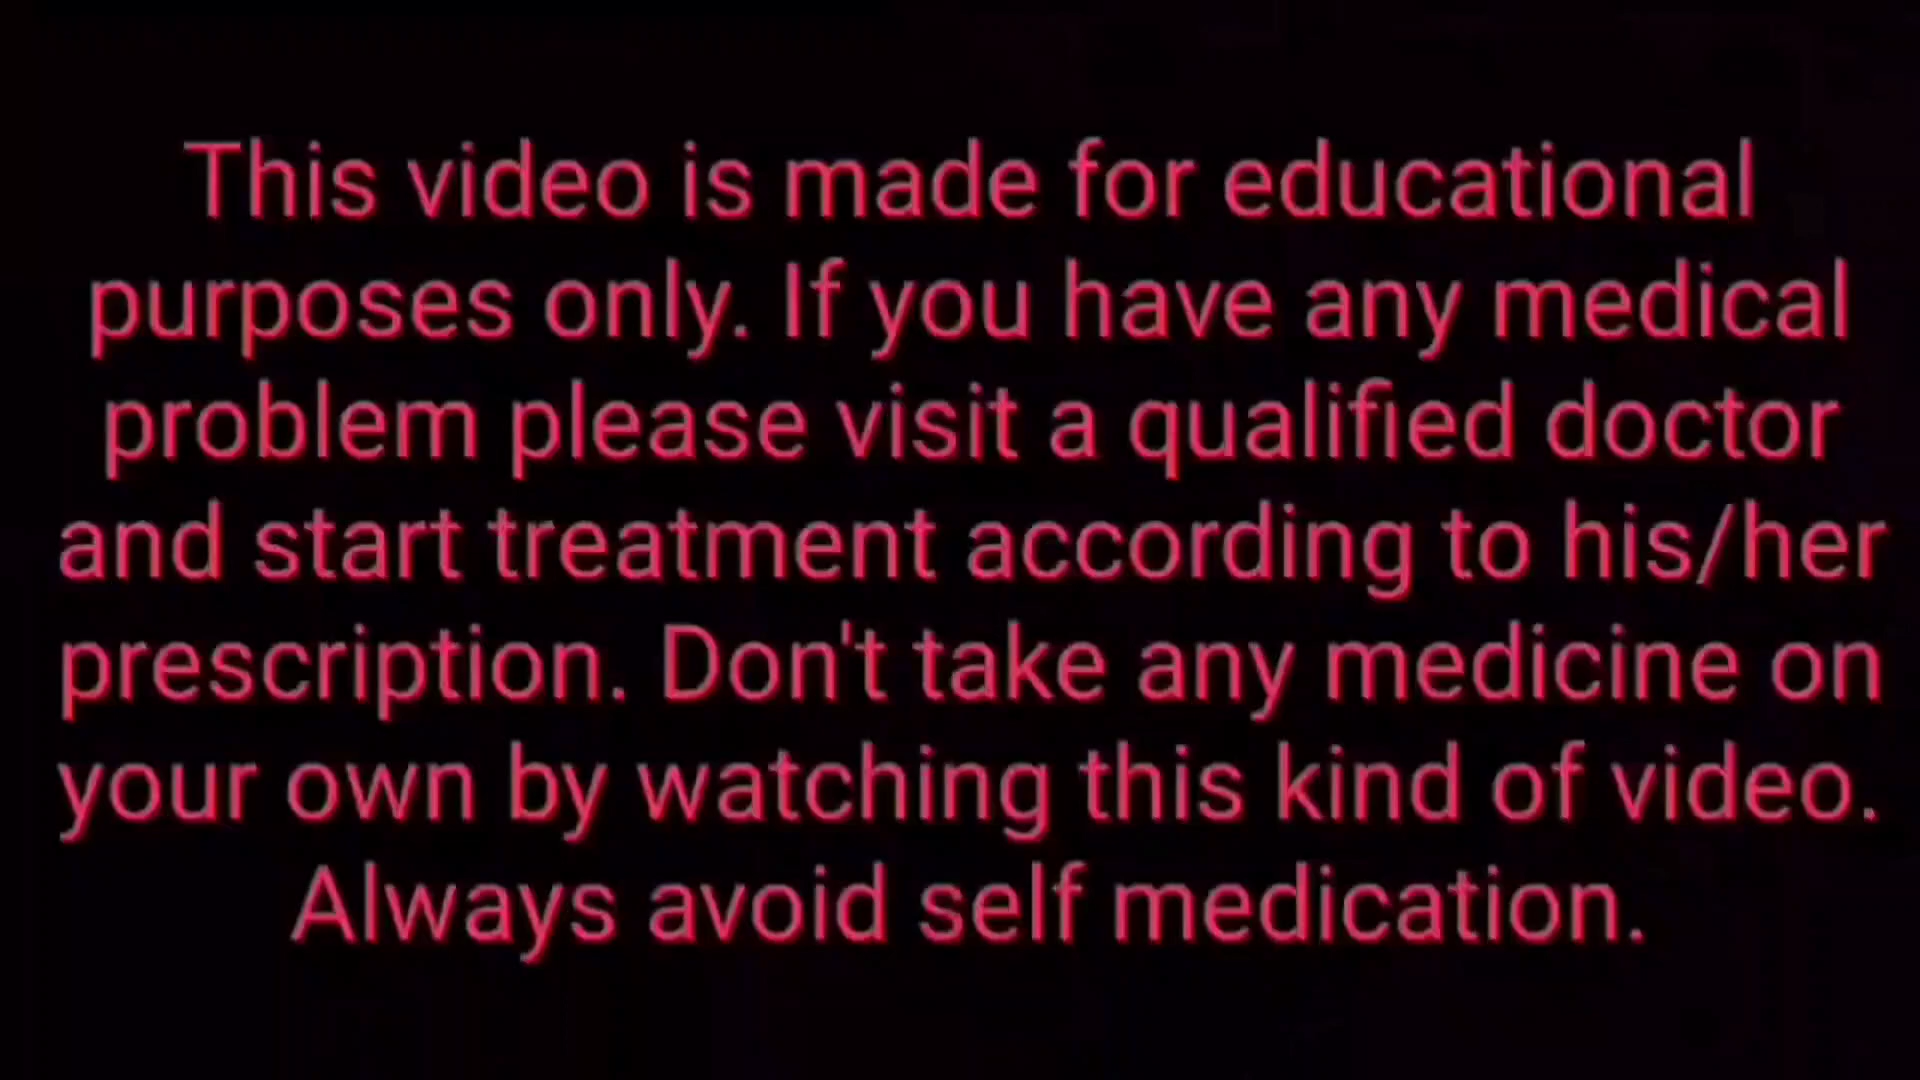 This video is made for educational
purposes only. If you have any medical
problem please visit a qualified doctor
and start treatment according to his/her
prescription. Don't take any medicine on
your own by watching this kind of video.
Always avoid self medication.